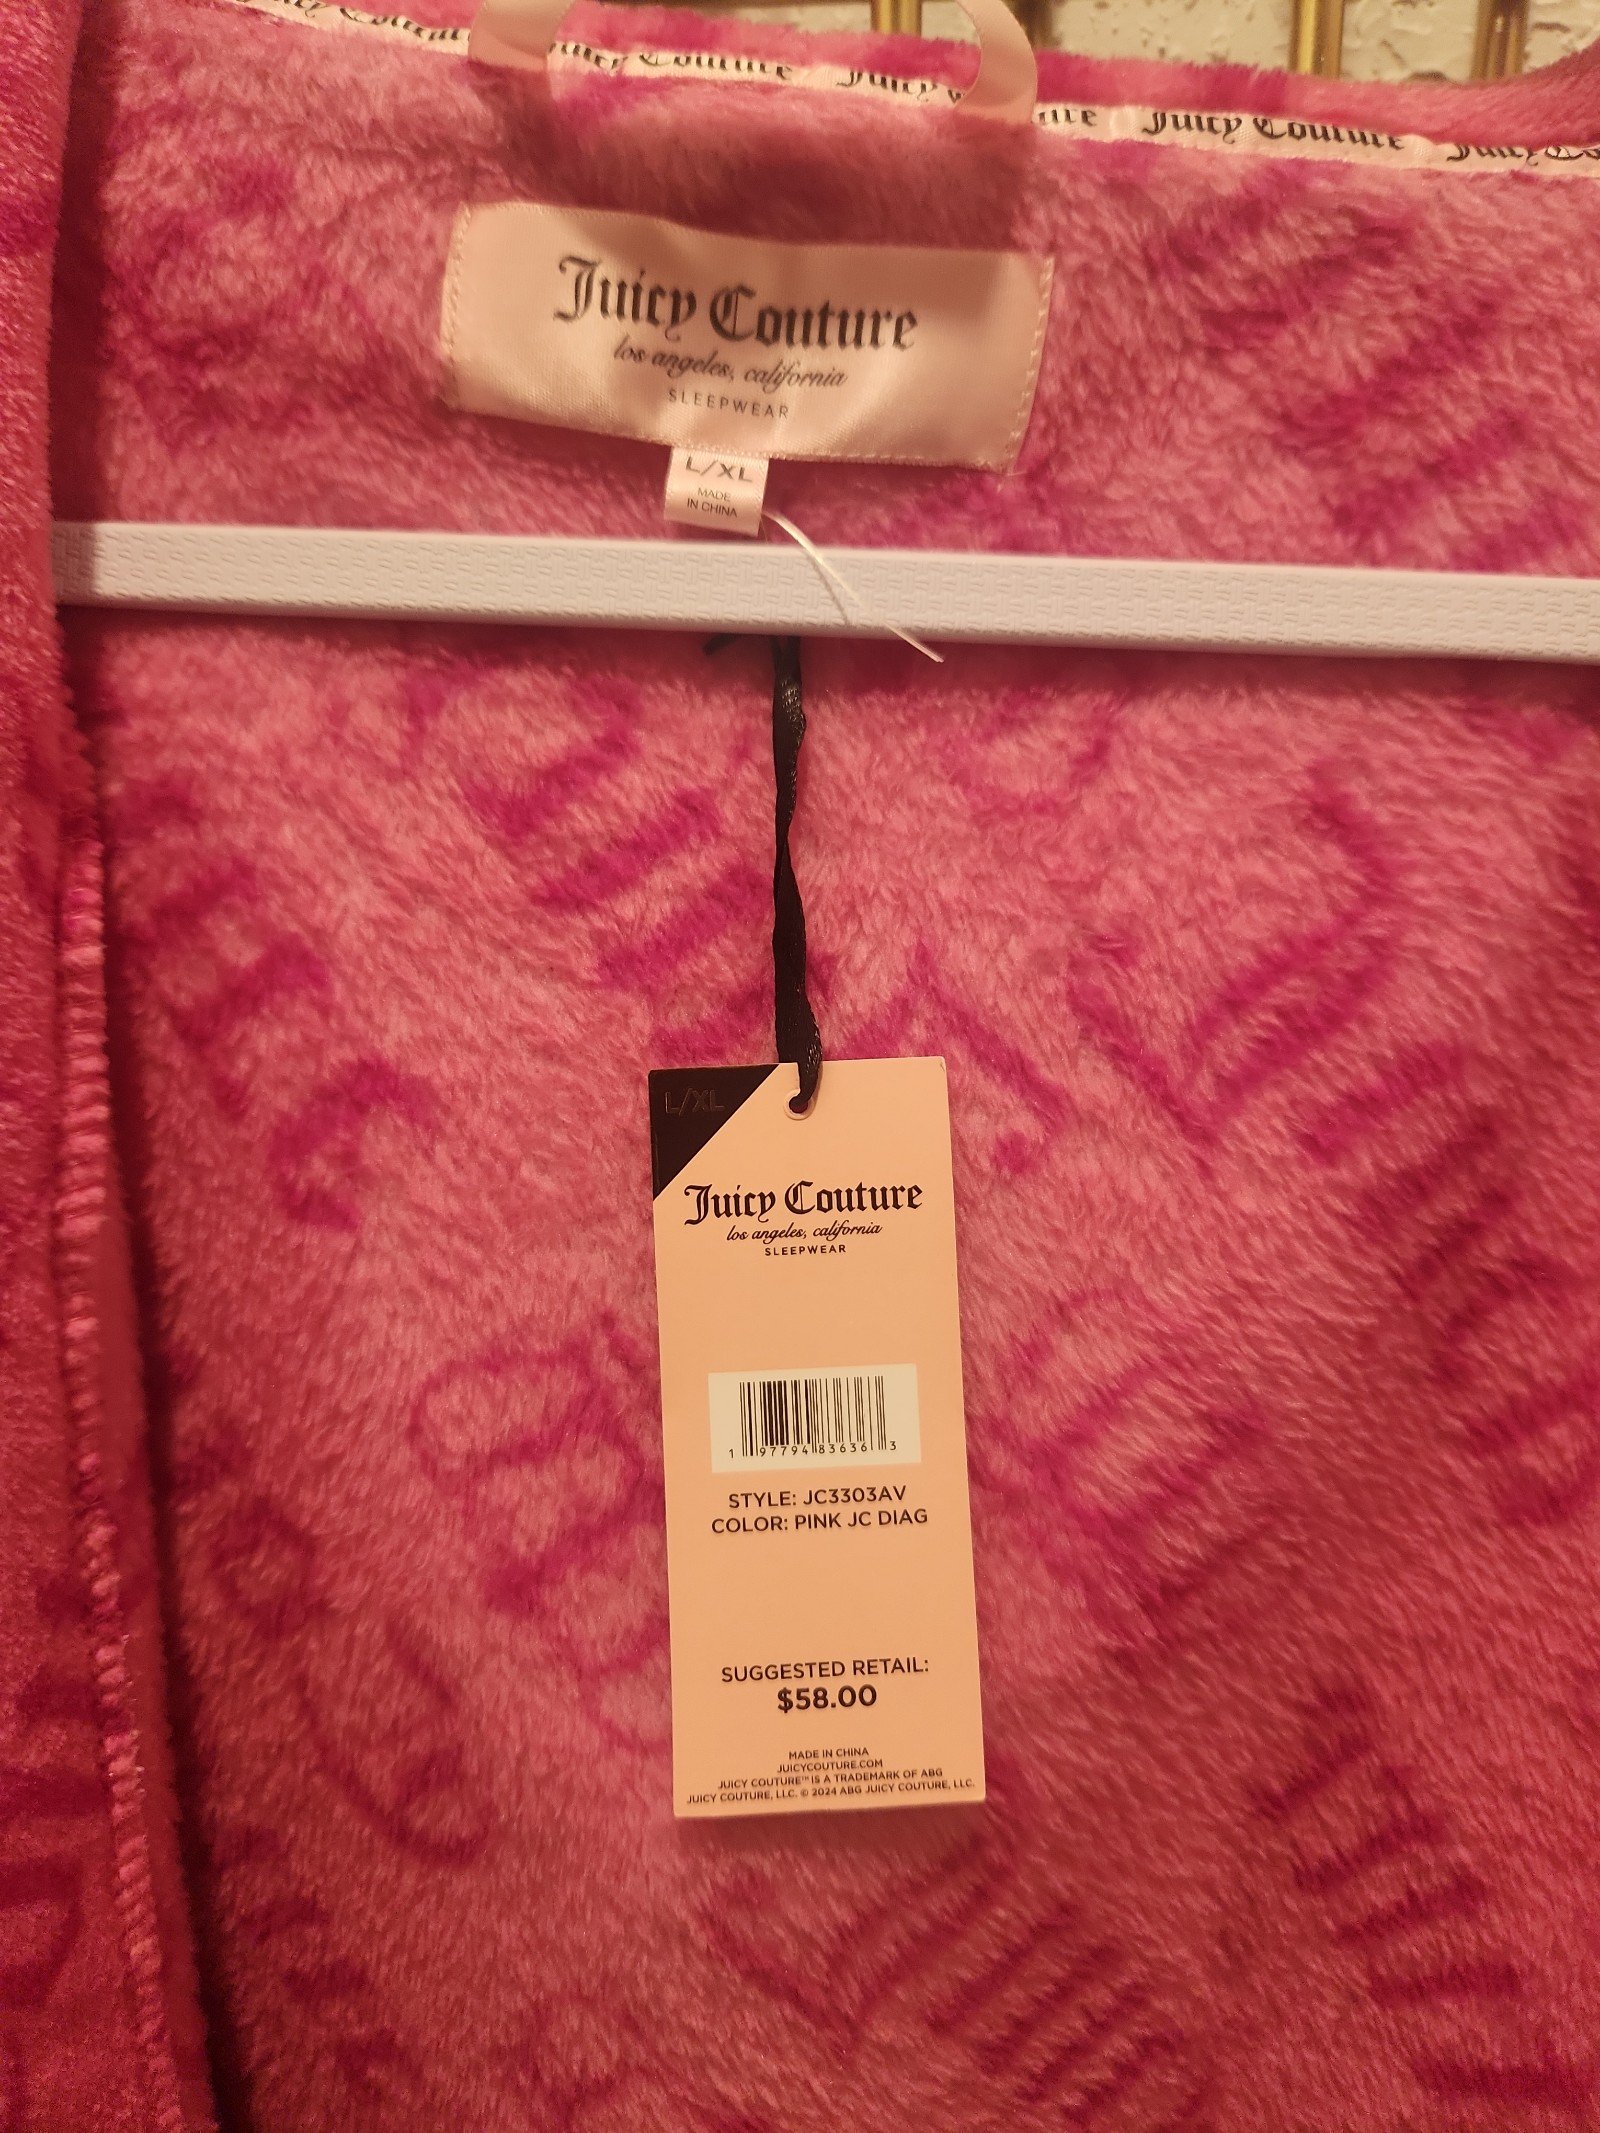 Juicy Couture Juicy Couture
Juicy Couture
los angeles, california
SLEEPWEAR
L/XL
MADE
IN CHINA
L/XL
Juicy Couture
los angeles, california
SLEEPWEAR
1 97794 83636 3
STYLE: JC3303AV
COLOR: PINK JC DIAG
SUGGESTED RETAIL:
$58.00
MADE IN CHINA
JUICYCOUTURE.COM
JUICY COUTURE™ IS A TRADEMARK OF ABG
JUICY COUTURE, LLC. © 2024 ABG JUICY COUTURE, LLC.